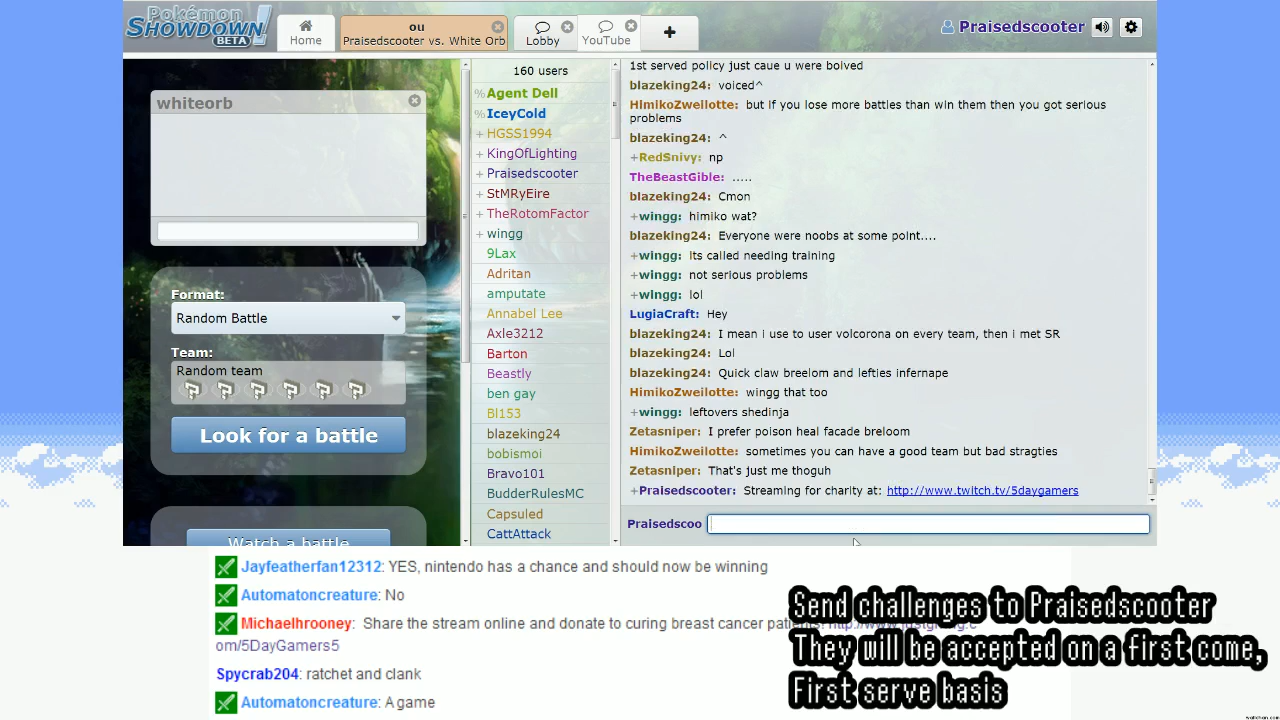 Pokémon
SHOWDOWN!
BETA
Home
ou
Praisedscooter vs. White Orb
Lobby
YouTube
+
Praisedscooter
whiteorb
Format:
Random Battle
Team:
Random team
Look for a battle
Watch a battle
160 users
%Agent Dell
%IceyCold
+HGSS1994
+KingOfLighting
+Praisedscooter
+StMRyEire
+TheRotomFactor
+wingg
9Lax
Adritan
amputate
Annabel Lee
Axle3212
Barton
Beastly
ben gay
Bl153
blazeking24
bobismoi
Bravo101
BudderRulesMC
Capsuled
CattAttack
1st served policy just caue u were bolved
blazeking24: voiced^
HimikoZweilotte: but if you lose more battles than win them then you got serious
problems
blazeking24: ^
+RedSnivy: np
TheBeastGible: .....
blazeking24: Cmon
+wingg: himiko wat?
blazeking24: Everyone were noobs at some point....
+wingg: its called needing training
+wingg: not serious problems
+wingg: lol
LugiaCraft: Hey
blazeking24: I mean i use to user volcorona on every team, then i met SR
blazeking24: Lol
blazeking24: Quick claw breelom and lefties infernape
HimikoZweilotte: wingg that too
+wingg: leftovers shedinja
Zetasniper: I prefer poison heal facade breloom
HimikoZweilotte: sometimes you can have a good team but bad stragties
Zetasniper: That's just me thoguh
+Praisedscooter: Streaming for charity at: http://www.twitch.tv/5daygamers
Praisedscoo
Jayfeatherfan12312: YES, nintendo has a chance and should now be winning
Automatoncreature: No
Michaelhrooney: Share the stream online and donate to curing breast cancer patients! http://www.justgiving.c
om/5DayGamers5
Spycrab204: ratchet and clank
Automatoncreature: A game
Send challenges to Praisedscooter
They will be accepted on a first come,
First serve basis
wallchan.com